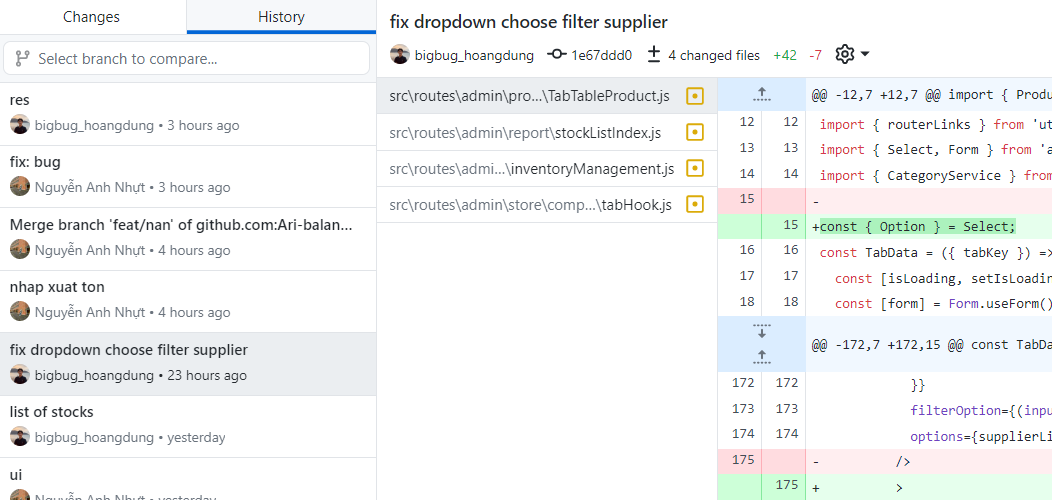 Changes
History
Select branch to compare...
res
bigbug_hoangdung • 3 hours ago
fix: bug
Nguyễn Anh Nhựt • 3 hours ago
Merge branch 'feat/nan' of github.com:Ari-balan...
Nguyễn Anh Nhựt • 4 hours ago
nhap xuat ton
Nguyễn Anh Nhựt • 4 hours ago
fix dropdown choose filter supplier
bigbug_hoangdung • 23 hours ago
list of stocks
bigbug_hoangdung • yesterday
ui
Nguyễn Anh Nhựt • yesterday
fix dropdown choose filter supplier
bigbug_hoangdung 1e67ddd0 4 changed files +42 -7
src\routes\admin\pro...\TabTableProduct.js
src\routes\admin\report\stockListIndex.js
src\routes\admi...\inventoryManagement.js
src\routes\admin\store\comp...\tabHook.js
@@ -12,7 +12,7 @@ import { Produ
12 12 import { routerLinks } from 'ut
13 13 import { Select, Form } from 'a
14 14 import { CategoryService } from
15 -
15 +const { Option } = Select;
16 16 const TabData = ({ tabKey }) =>
17 17 const [isLoading, setIsLoadin
18 18 const [form] = Form.useForm()
@@ -172,7 +172,15 @@ const TabDa
172 172 }}
173 173 filterOption={(inpu
174 174 options={supplierLi
175 - />
175 + >